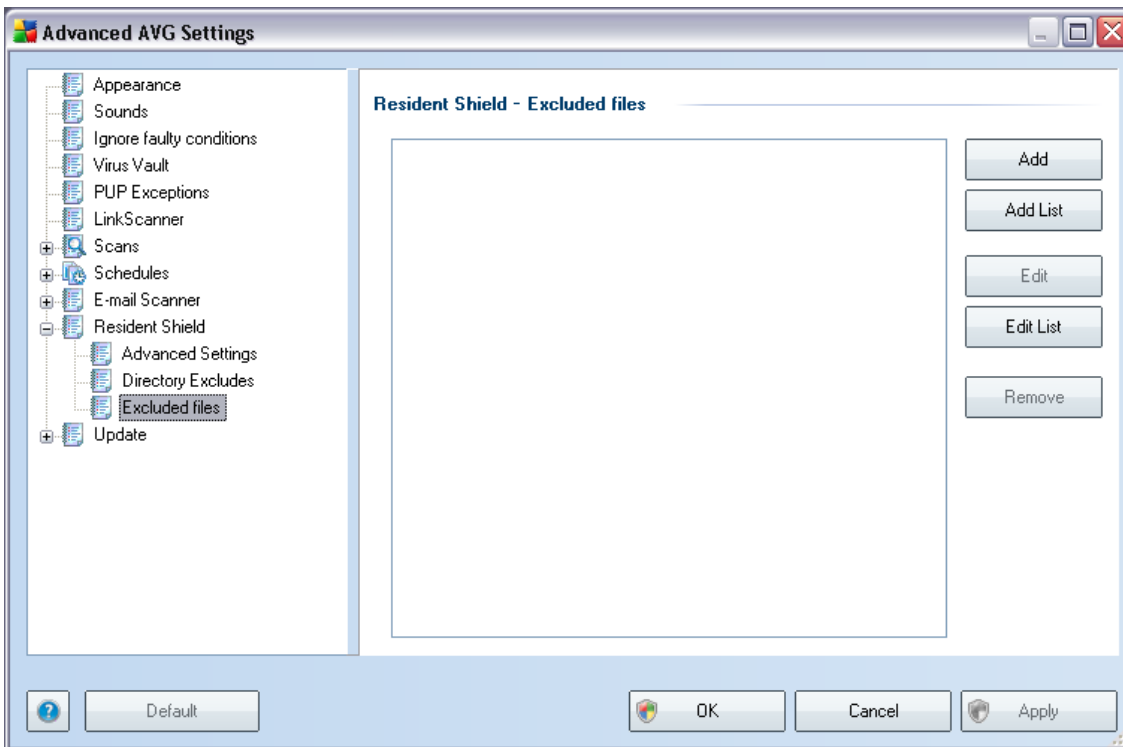 Advanced AVG Settings
Appearance
Sounds
Ignore faulty conditions
Virus Vault
PUP Exceptions
LinkScanner
Scans
Schedules
E-mail Scanner
Resident Shield
Advanced Settings
Directory Excludes
Excluded files
Update
Resident Shield - Excluded files
Add
Add List
Edit
Edit List
Remove
Default
OK
Cancel
Apply